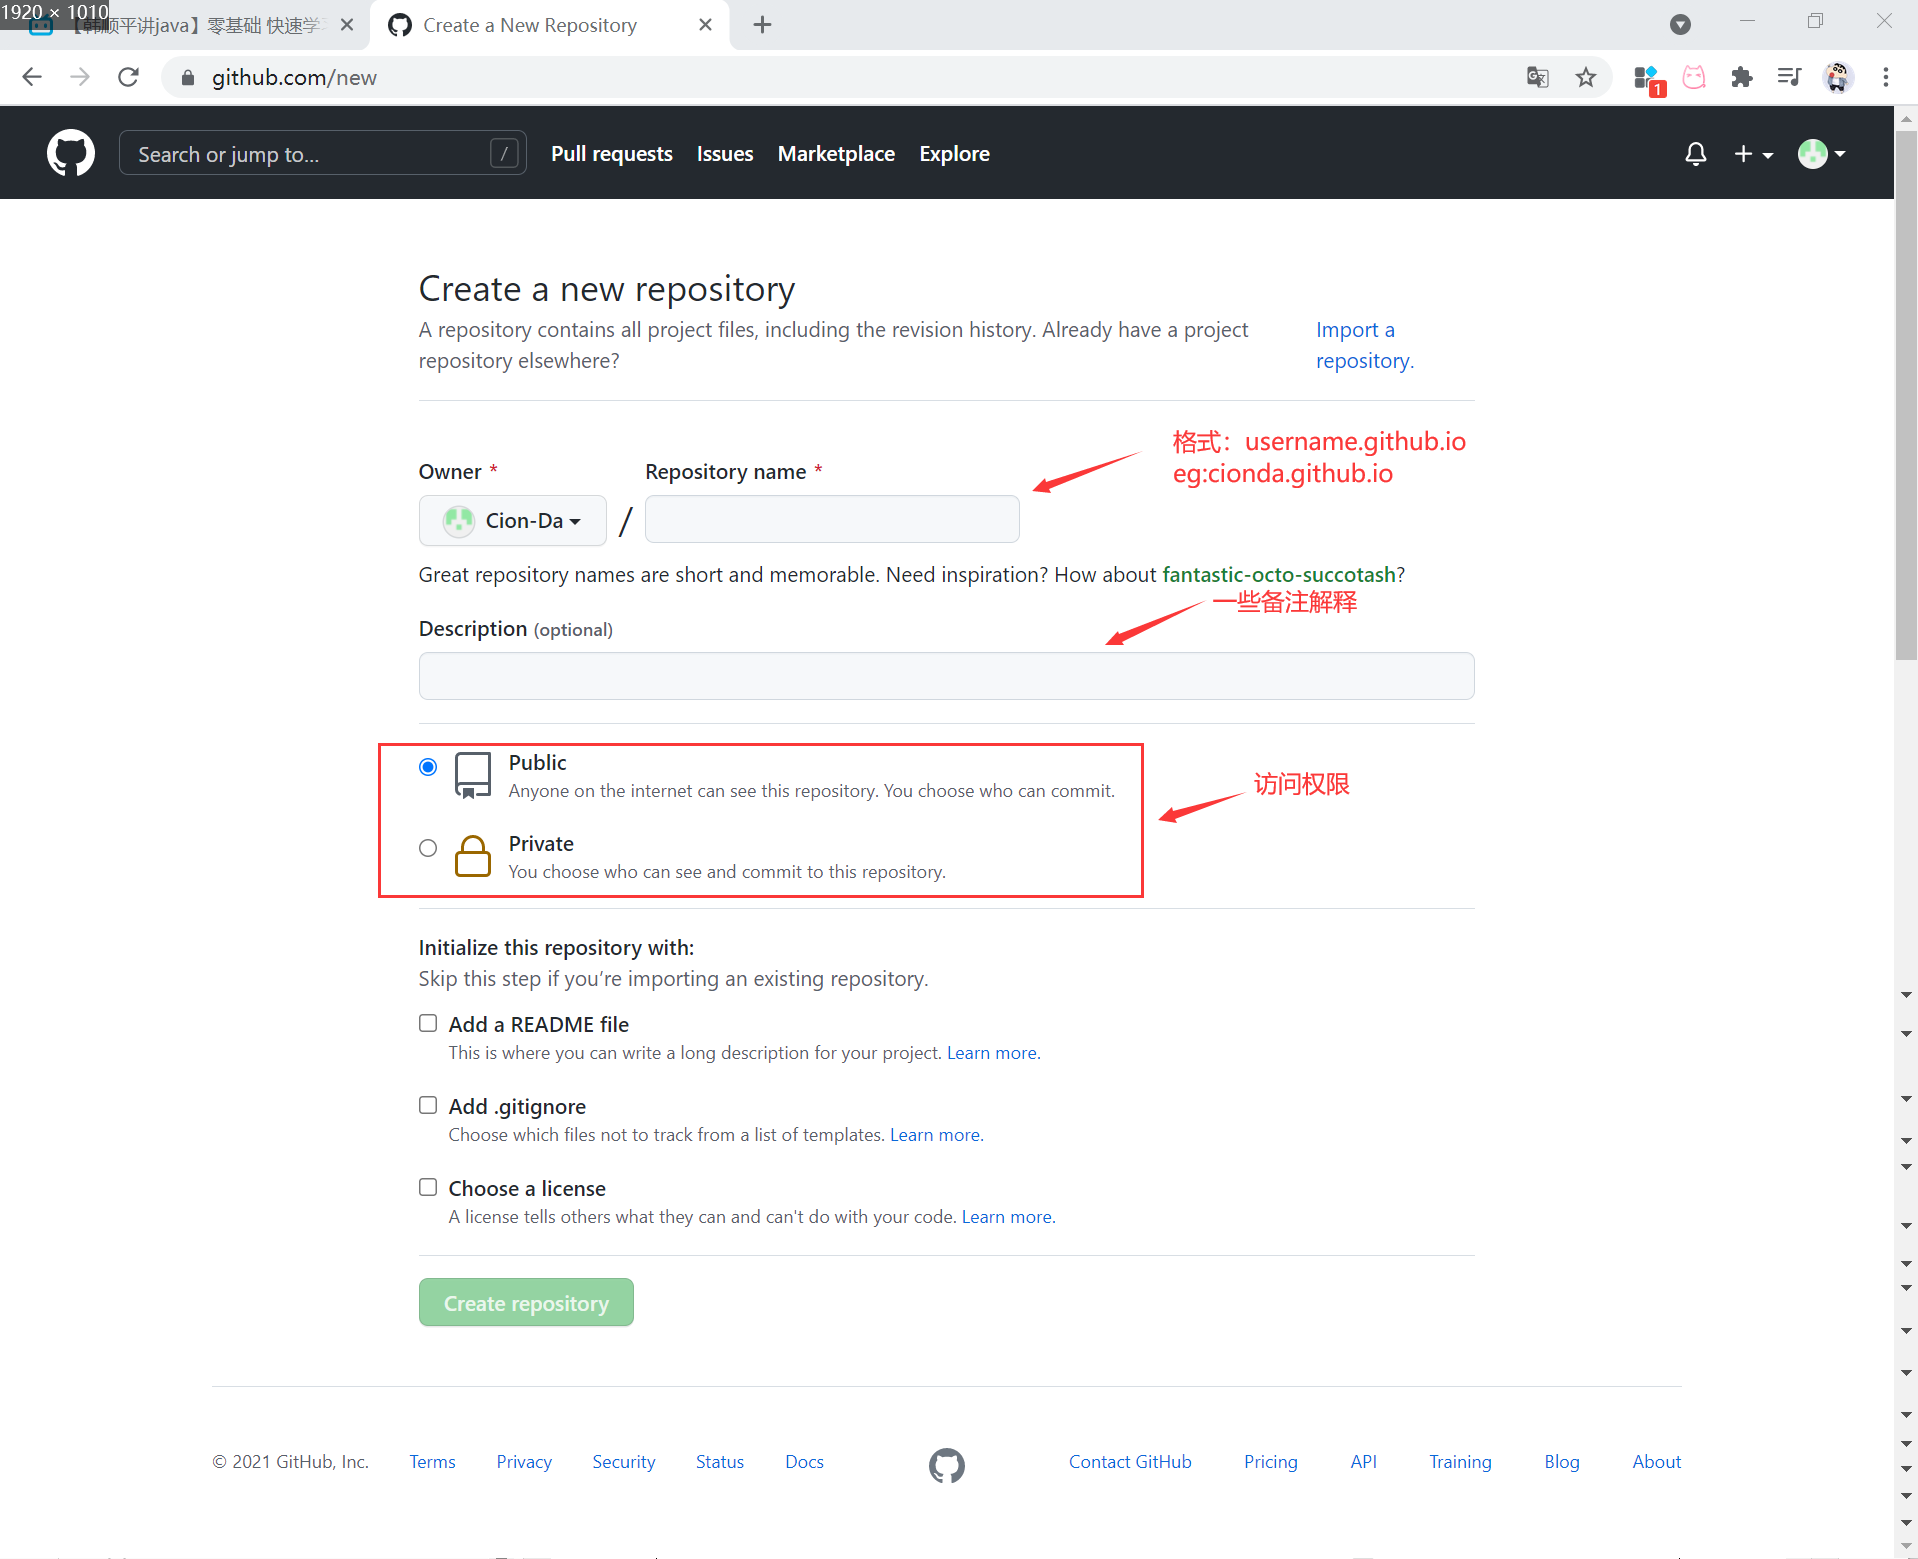 1920 × 1010
【韩顺平讲java】零基础 快速学
Create a New Repository
github.com/new
1
Search or jump to...
/
Pull requests
Issues
Marketplace
Explore
Create a new repository
A repository contains all project files, including the revision history. Already have a project
repository elsewhere?
Import a
repository.
格式：username.github.io
eg:cionda.github.io
Owner *
Repository name *
Cion-Da
/
Great repository names are short and memorable. Need inspiration? How about fantastic-octo-succotash?
一些备注解释
Description (optional)
Public
Anyone on the internet can see this repository. You choose who can commit.
访问权限
Private
You choose who can see and commit to this repository.
Initialize this repository with:
Skip this step if you’re importing an existing repository.
Add a README file
This is where you can write a long description for your project. Learn more.
Add .gitignore
Choose which files not to track from a list of templates. Learn more.
Choose a license
A license tells others what they can and can't do with your code. Learn more.
Create repository
© 2021 GitHub, Inc.
Terms
Privacy
Security
Status
Docs
Contact GitHub
Pricing
API
Training
Blog
About